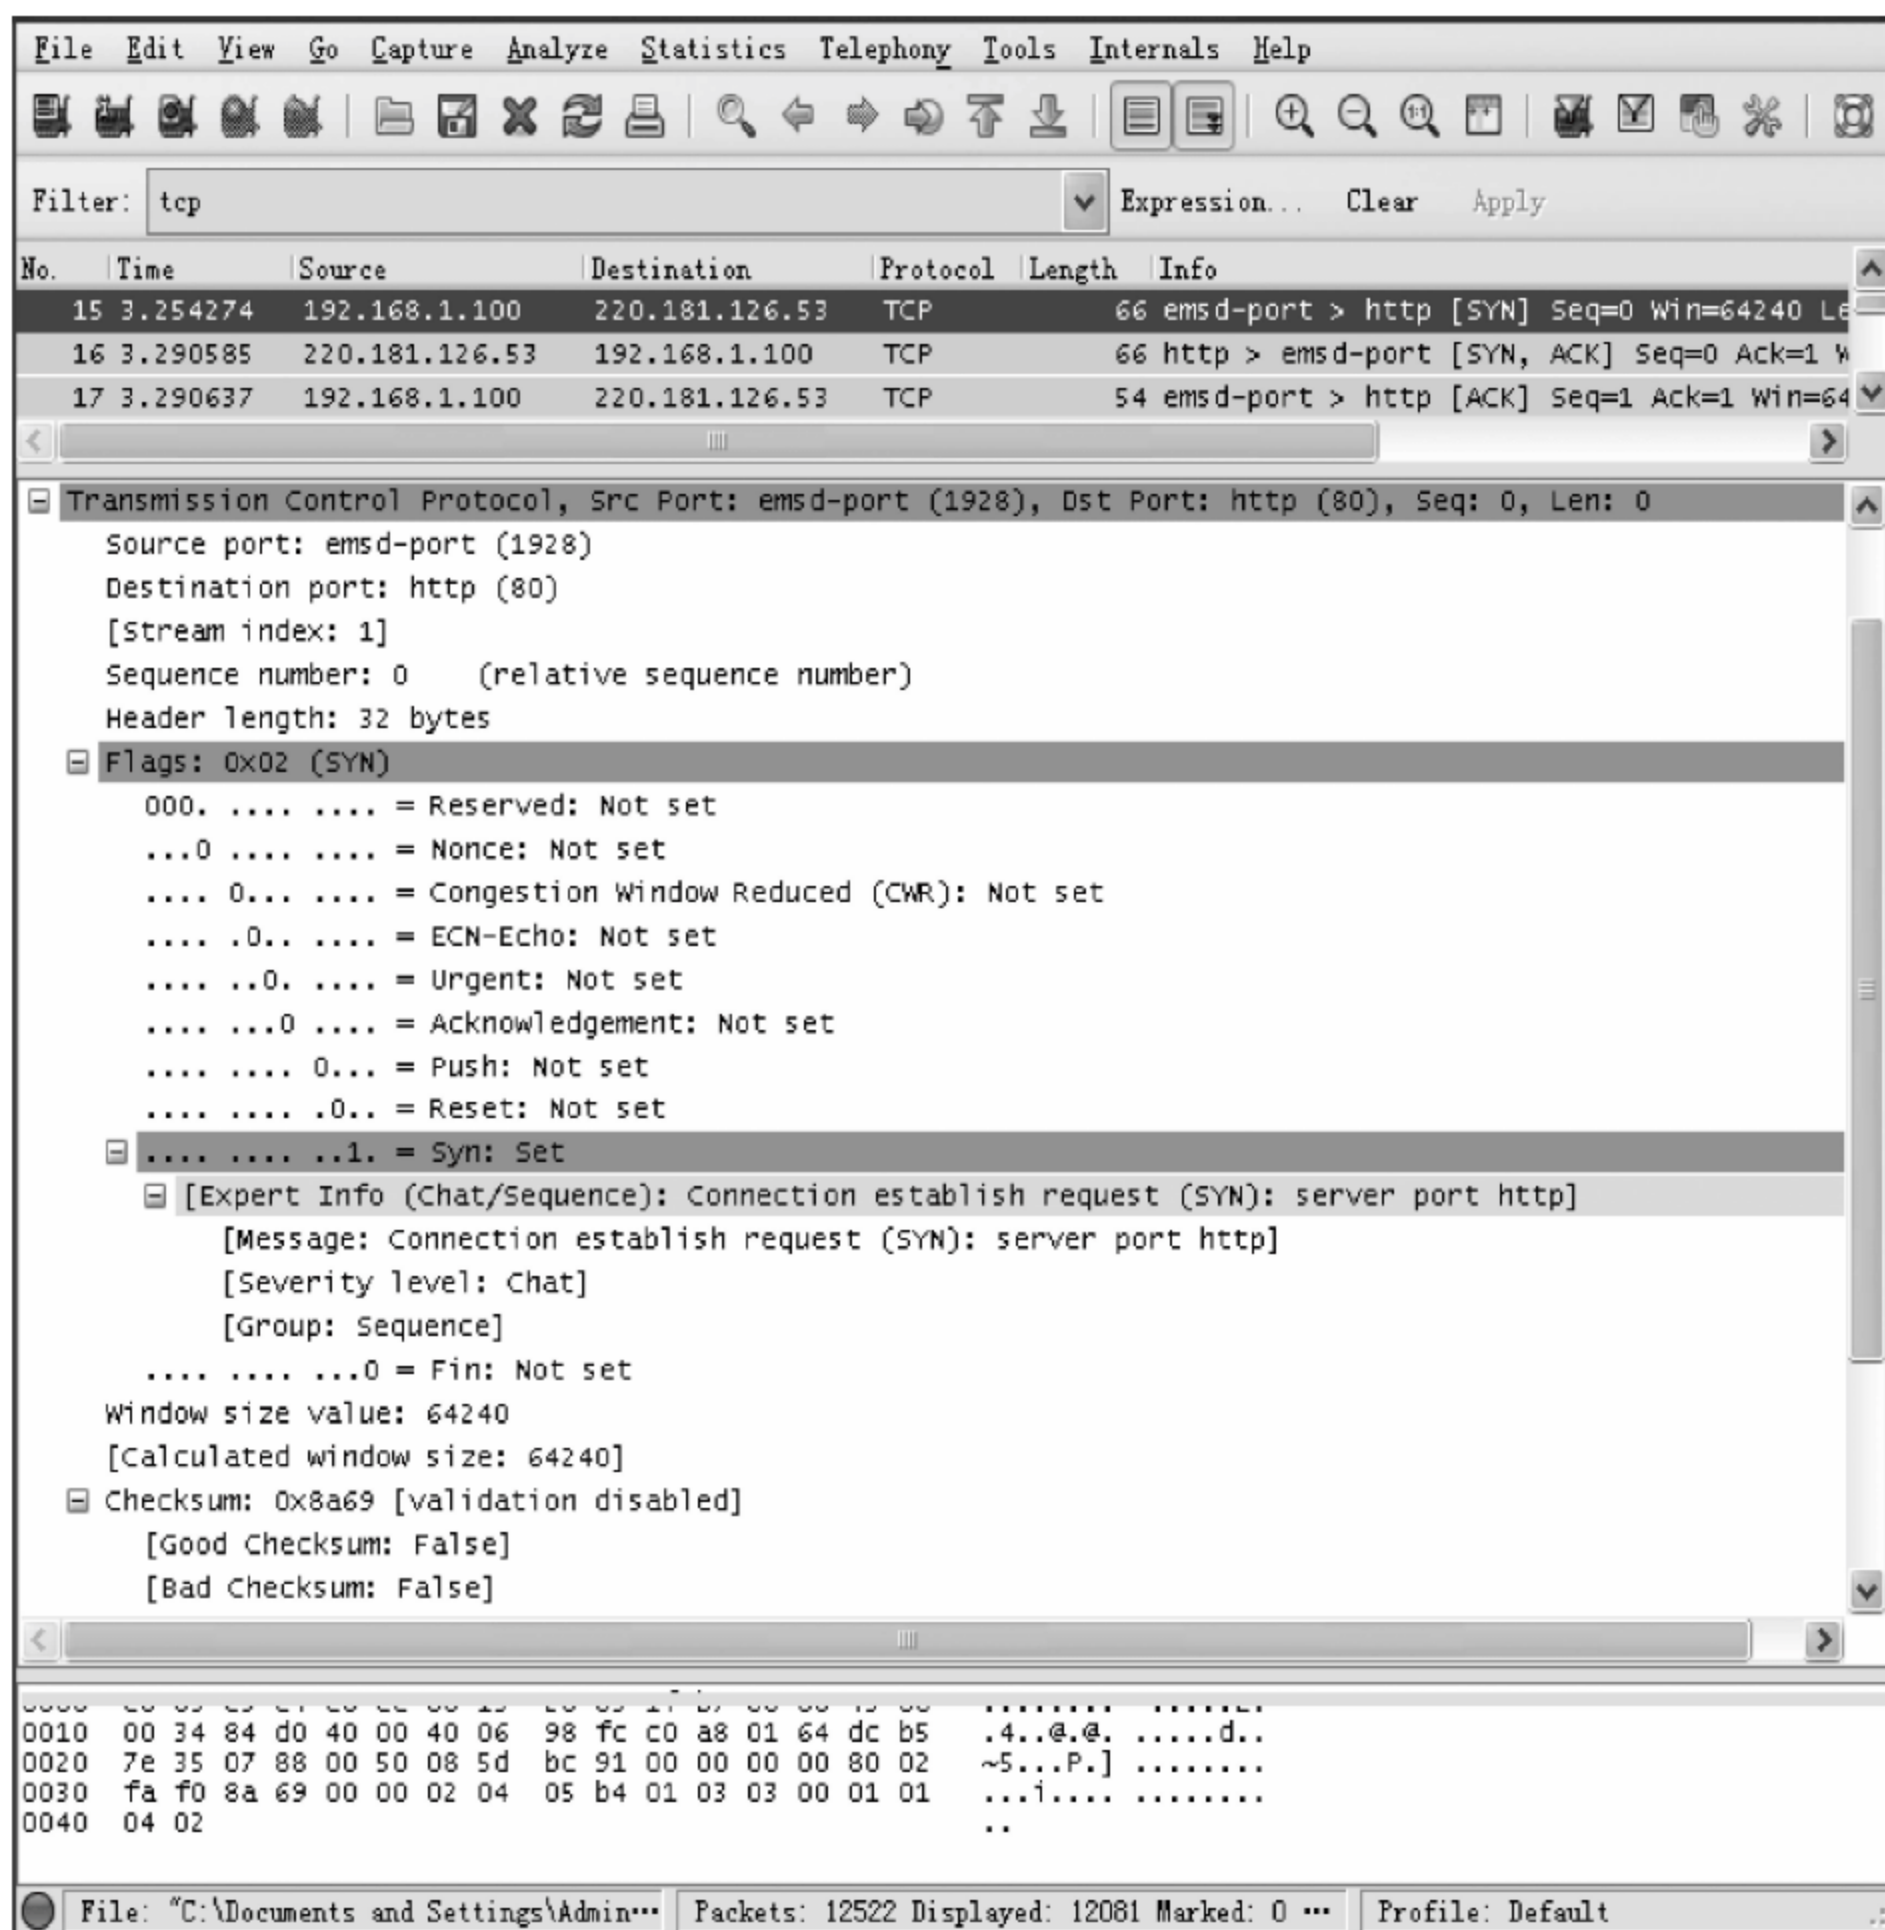 File Edit View Go Capture Analyze Statistics Telephony Tools Internals Help
Filter: tcp Expression... Clear Apply
No. Time Source Destination Protocol Length Info
15 3.254274 192.168.1.100 220.181.126.53 TCP 66 emsd-port > http [SYN] Seq=0 Win=64240 Le
16 3.290585 220.181.126.53 192.168.1.100 TCP 66 http > emsd-port [SYN, ACK] Seq=0 Ack=1 W
17 3.290637 192.168.1.100 220.181.126.53 TCP 54 emsd-port > http [ACK] Seq=1 Ack=1 Win=64
Transmission Control Protocol, Src Port: emsd-port (1928), Dst Port: http (80), Seq: 0, Len: 0
Source port: emsd-port (1928)
Destination port: http (80)
[Stream index: 1]
Sequence number: 0 (relative sequence number)
Header length: 32 bytes
Flags: 0x02 (SYN)
000. .... .... = Reserved: Not set
...0 .... .... = Nonce: Not set
.... 0... .... = Congestion Window Reduced (CWR): Not set
.... .0.. .... = ECN-Echo: Not set
.... ..0. .... = Urgent: Not set
.... ...0 .... = Acknowledgement: Not set
.... .... 0... = Push: Not set
.... .... .0.. = Reset: Not set
.... .... ..1. = Syn: Set
[Expert Info (Chat/Sequence): Connection establish request (SYN): server port http]
[Message: Connection establish request (SYN): server port http]
[Severity level: Chat]
[Group: Sequence]
.... .... ...0 = Fin: Not set
Window size value: 64240
[Calculated window size: 64240]
Checksum: 0x8a69 [validation disabled]
[Good Checksum: False]
[Bad Checksum: False]
0010 00 34 84 d0 40 00 40 06 98 fc c0 a8 01 64 dc b5 .4..@.@. .....d..
0020 7e 35 07 88 00 50 08 5d bc 91 00 00 00 00 80 02 ~5...P.] ........
0030 fa f0 8a 69 00 00 02 04 05 b4 01 03 03 00 01 01 ...i.... ........
0040 04 02 ..
File: "C:\Documents and Settings\Admin··· Packets: 12522 Displayed: 12081 Marked: 0 ··· Profile: Default